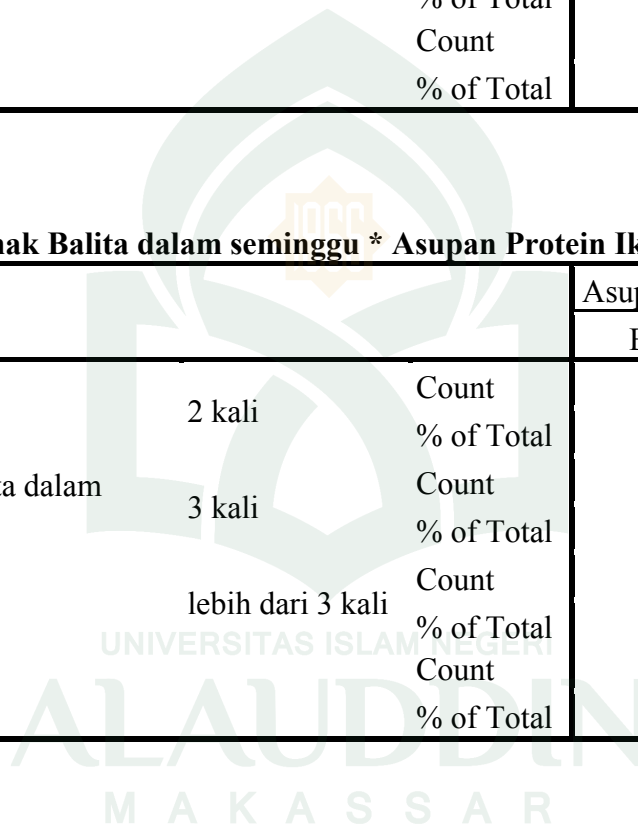 % of Total
Count
% of Total
nak Balita dalam seminggu * Asupan Protein Ik
Asup
2 kali
Count
% of Total
ta dalam
3 kali
Count
% of Total
lebih dari 3 kali
Count
% of Total
UNIVERSITAS ISLAM NEGERI
Count
% of Total
ALAUDDIN
MAKASSAR